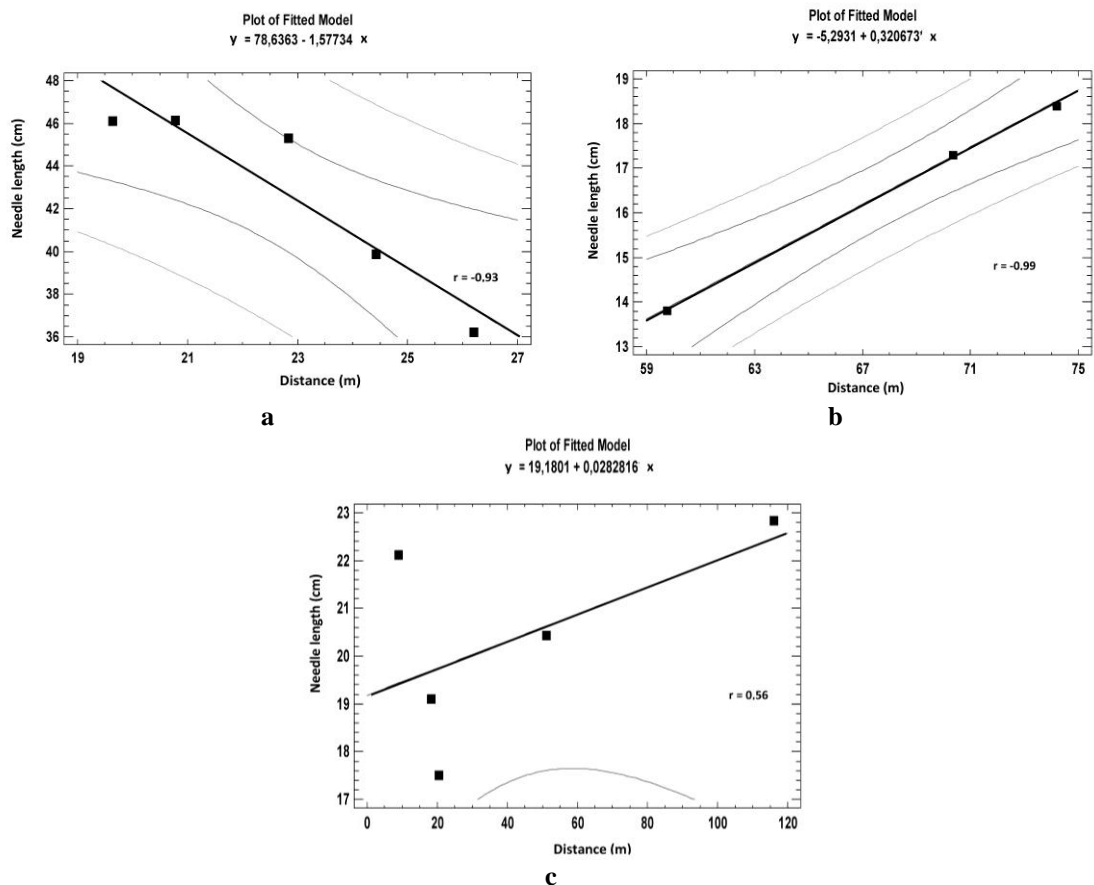 Plot of Fitted Model
y = 78,6363 - 1,57734 x
Needle length (cm)
48
46
44
42
40
38
36
r = -0.93
19 21 23 25 27
Distance (m)
a
Plot of Fitted Model
y = -5,2931 + 0,320673' x
Needle length (cm)
19
18
17
16
15
14
13
r = -0.99
59 63 67 71 75
Distance (m)
b
Plot of Fitted Model
y = 19,1801 + 0,0282816 x
Needle length (cm)
23
22
21
20
19
18
17
r = 0.56
0 20 40 60 80 100 120
Distance (m)
c